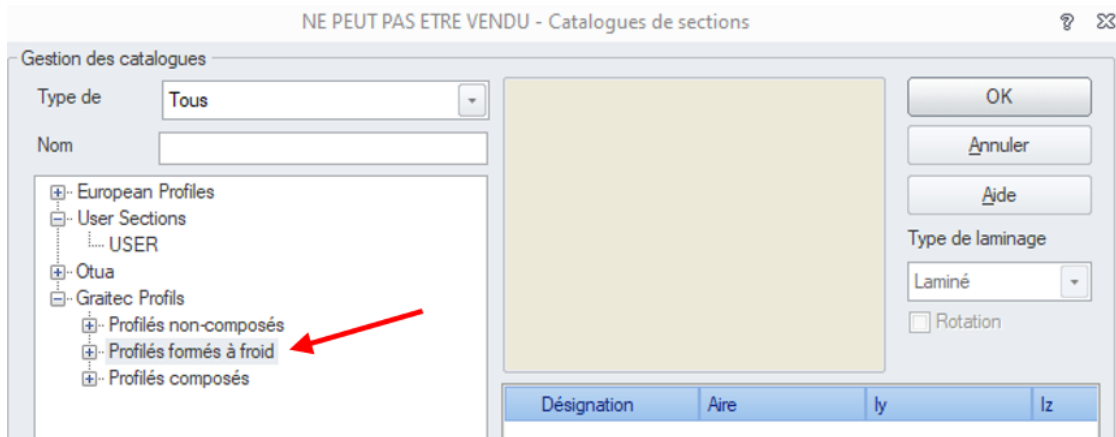 NE PEUT PAS ETRE VENDU - Catalogues de sections
Gestion des catalogues
Type de Tous
Nom
European Profiles
User Sections
USER
Otua
Graitec Profils
Profilés non-composés
Profilés formés à froid
Profilés composés
OK
Annuler
Aide
Type de laminage
Laminé
Rotation
Désignation Aire Iy Iz